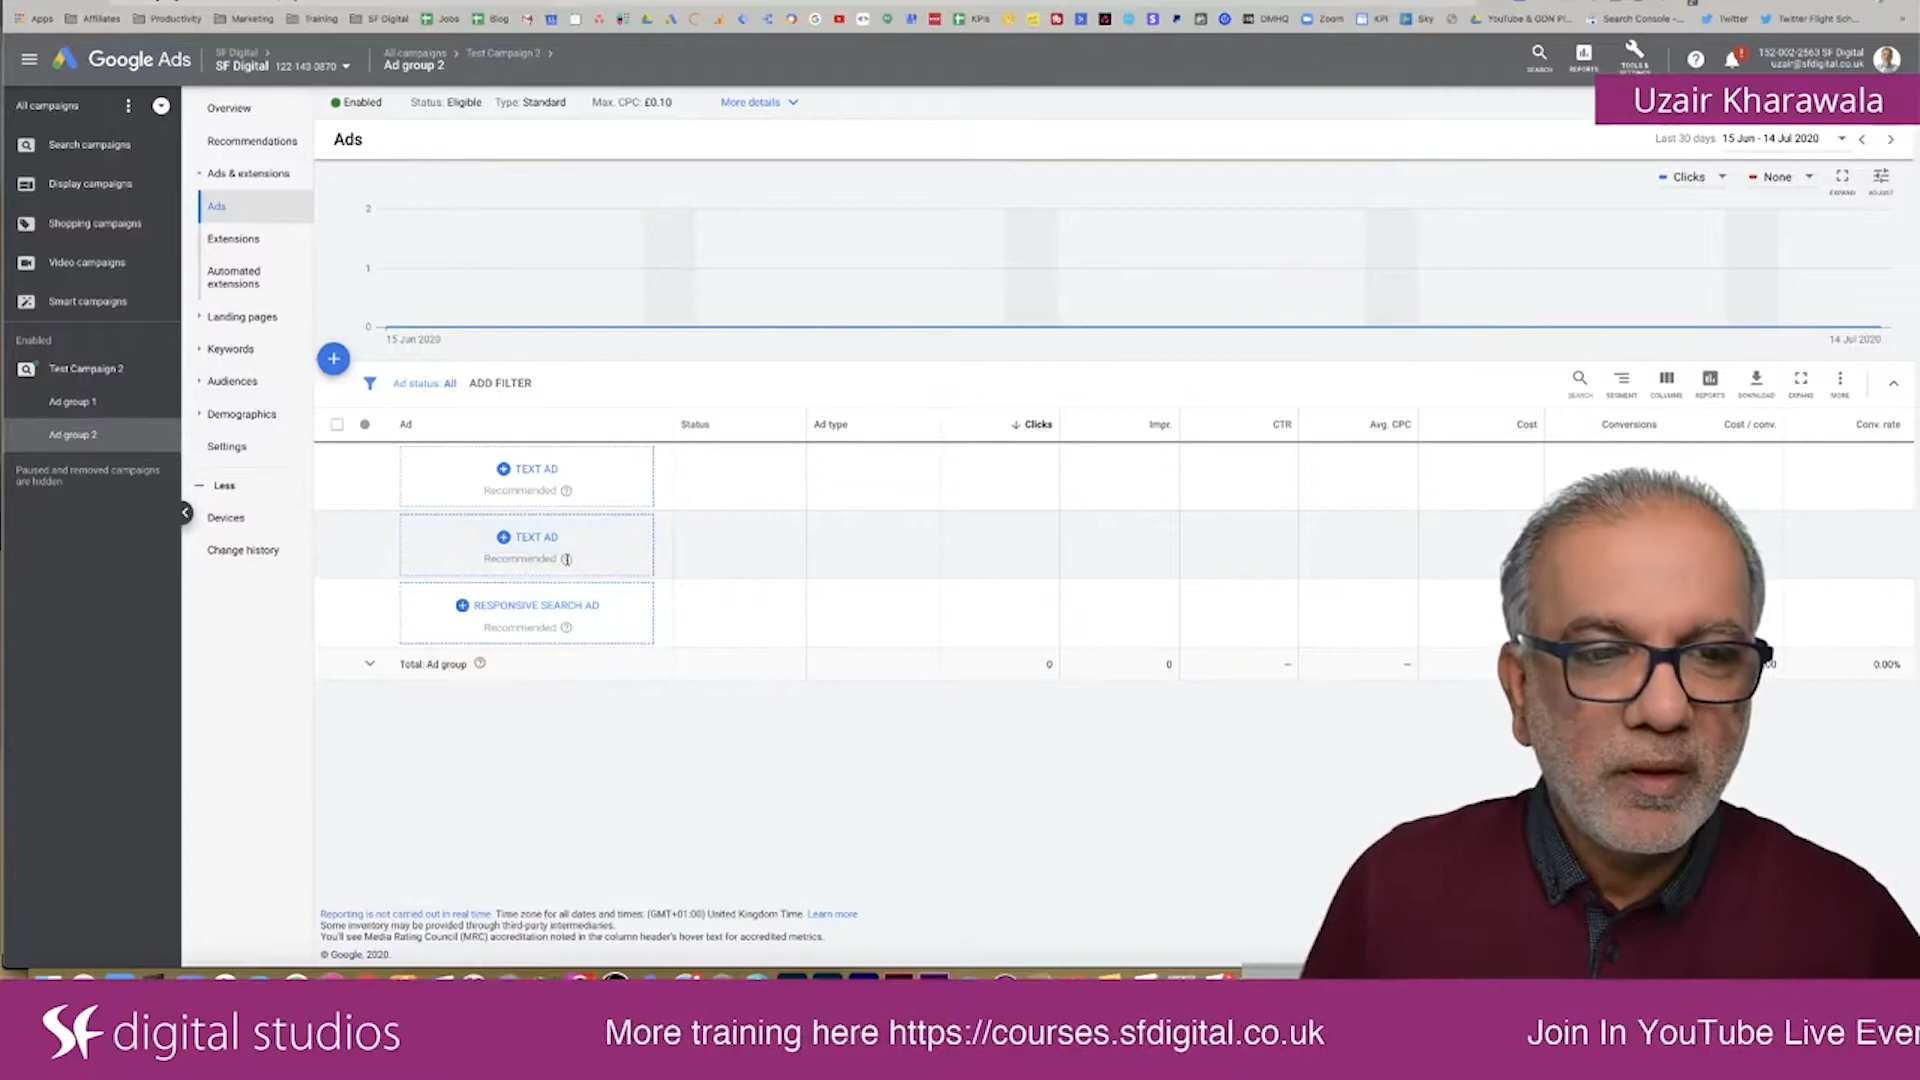 Apps Affiliates Productivity Marketing Training SF Digital Jobs Blog KPIs DMHQ Zoom KPI Sky YouTube & GDN Pl... Search Console -... Twitter Twitter Flight Sch...
Google Ads
SF Digital
SF Digital 122-143-0870
All campaigns Test Campaign 2
Ad group 2
SEARCH
REPORTS
TOOLS &
SETTINGS
152-002-2563 SF Digital
uzair@sfdigital.co.uk
Uzair Kharawala
All campaigns
Search campaigns
Display campaigns
Shopping campaigns
Video campaigns
Smart campaigns
Enabled
Test Campaign 2
Ad group 1
Ad group 2
Paused and removed campaigns
are hidden
Overview
Recommendations
Ads & extensions
Ads
Extensions
Automated
extensions
Landing pages
Keywords
Audiences
Demographics
Settings
Less
Devices
Change history
Enabled Status: Eligible Type: Standard Max. CPC: £0.10 More details
Ads
Last 30 days 15 Jun - 14 Jul 2020
Clicks None
EXPAND ADJUST
2
1
0
15 Jun 2020 14 Jul 2020
Ad status: All ADD FILTER
SEARCH SEGMENT COLUMNS REPORTS DOWNLOAD EXPAND MORE
Ad Status Ad type Clicks Impr. CTR Avg. CPC Cost Conversions Cost / conv. Conv. rate
TEXT AD
Recommended
TEXT AD
Recommended
RESPONSIVE SEARCH AD
Recommended
Total: Ad group 0 0 – – 0.00%
Reporting is not carried out in real time. Time zone for all dates and times: (GMT+01:00) United Kingdom Time. Learn more
Some inventory may be provided through third-party intermediaries.
You'll see Media Rating Council (MRC) accreditation noted in the column header's hover text for accredited metrics.
© Google, 2020.
SF digital studios
More training here https://courses.sfdigital.co.uk
Join In YouTube Live Ever